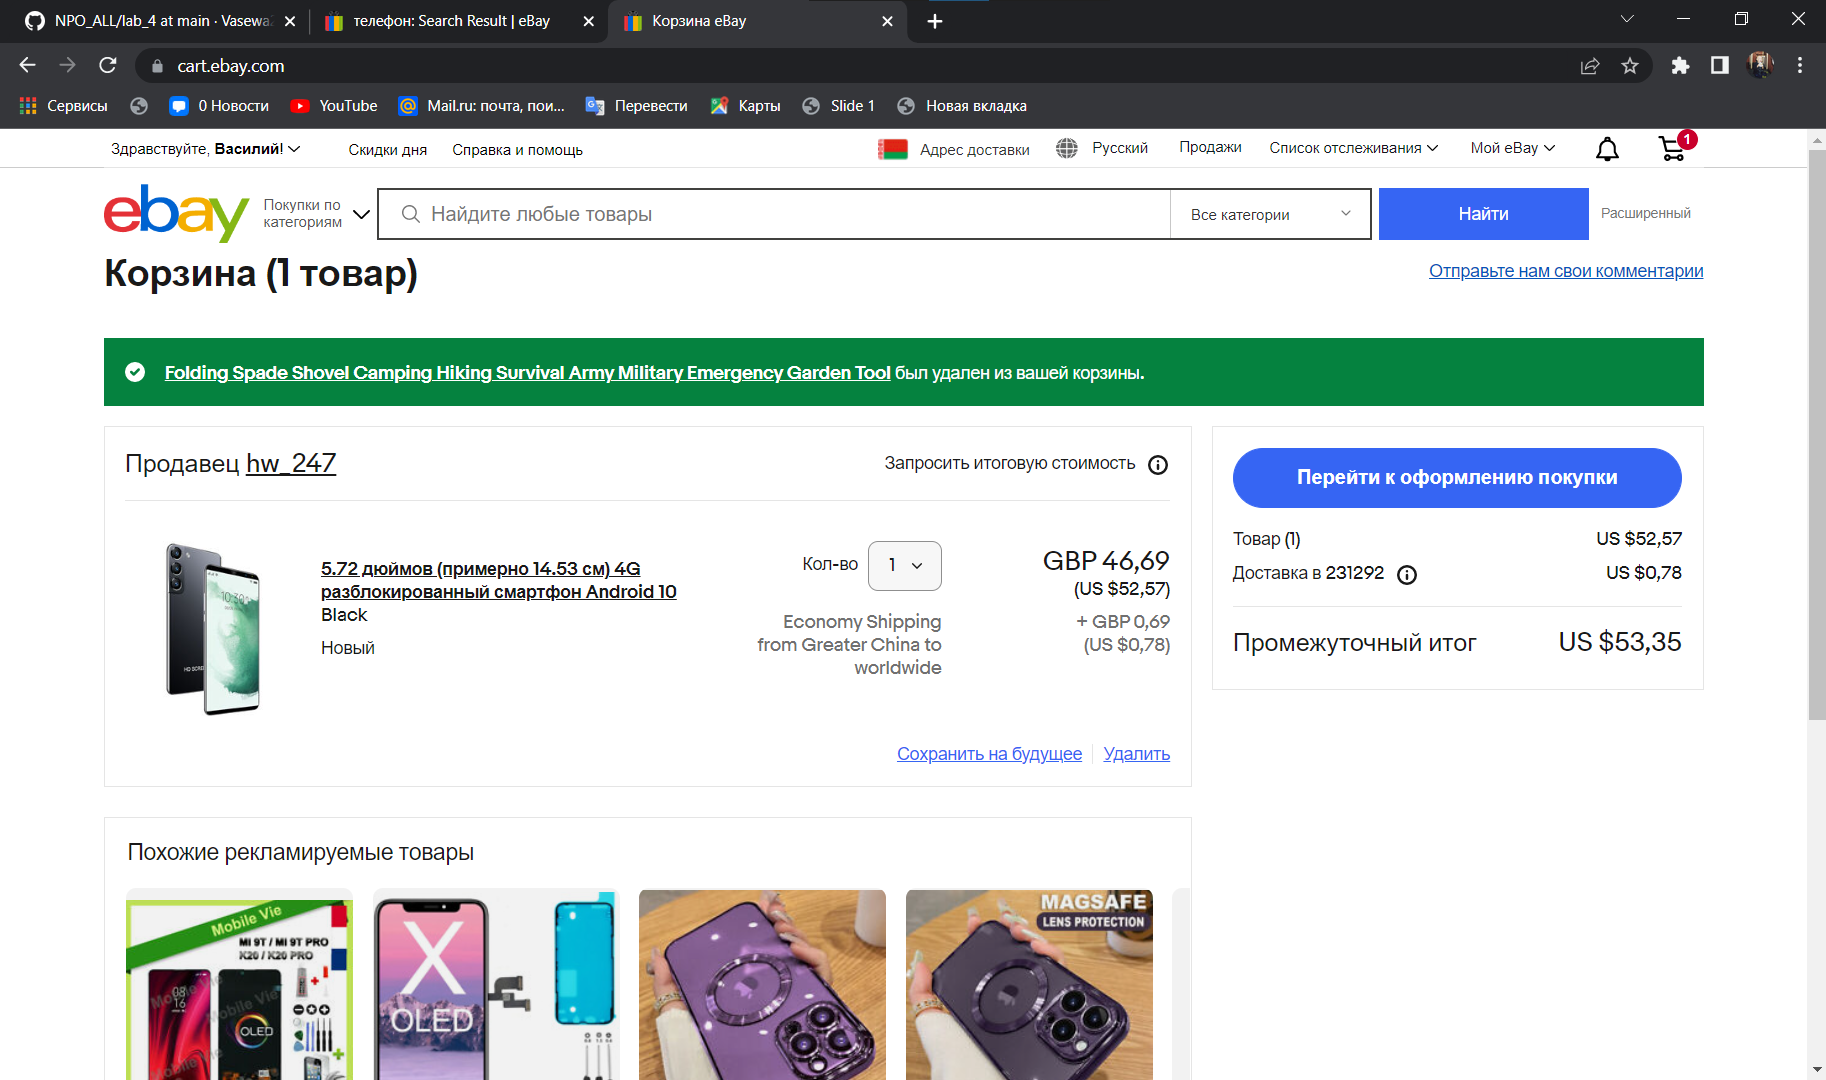 NPO_ALL/lab_4 at main · Vasewa
телефон: Search Result | eBay
Корзина eBay
cart.ebay.com
Сервисы
0 Новости
YouTube
Mail.ru: почта, пои...
Перевести
Карты
Slide 1
Новая вкладка
Здравствуйте, Василий!
Скидки дня
Справка и помощь
Адрес доставки
Русский
Продажи
Список отслеживания
Мой eBay
1
ebay
Покупки по
категориям
Найдите любые товары
Все категории
Найти
Расширенный
Корзина (1 товар)
Отправьте нам свои комментарии
Folding Spade Shovel Camping Hiking Survival Army Military Emergency Garden Tool был удален из вашей корзины.
Продавец hw_247
Запросить итоговую стоимость
5.72 дюймов (примерно 14.53 см) 4G
разблокированный смартфон Android 10
Black
Новый
Кол-во
1
GBP 46,69
(US $52,57)
Economy Shipping
from Greater China to
worldwide
+ GBP 0,69
(US $0,78)
Сохранить на будущее
Удалить
Перейти к оформлению покупки
Товар (1)
US $52,57
Доставка в 231292
US $0,78
Промежуточный итог
US $53,35
Похожие рекламируемые товары
Mobile Vie
MI 9T / MI 9T PRO
K20 / K20 PRO
OLED
X
OLED
MAGSAFE
LENS PROTECTION